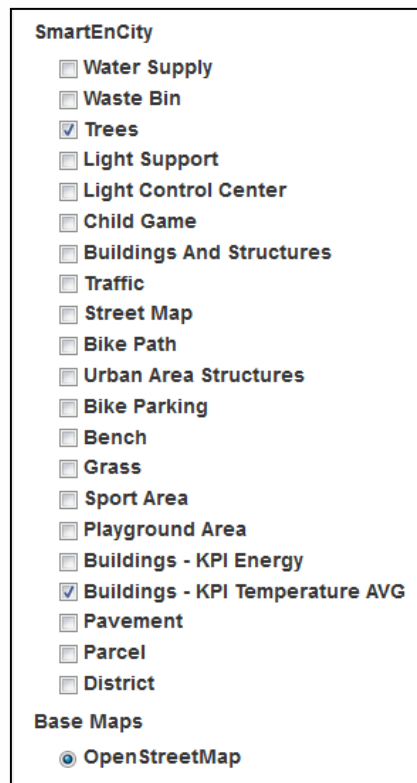 SmartEnCity
Water Supply
Waste Bin
Trees
Light Support
Light Control Center
Child Game
Buildings And Structures
Traffic
Street Map
Bike Path
Urban Area Structures
Bike Parking
Bench
Grass
Sport Area
Playground Area
Buildings - KPI Energy
Buildings - KPI Temperature AVG
Pavement
Parcel
District
Base Maps
OpenStreetMap